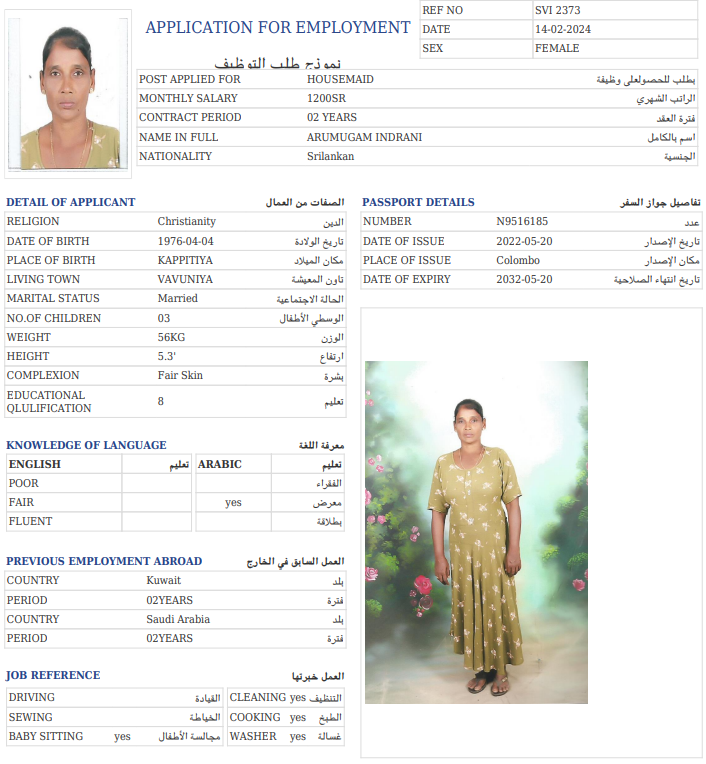 APPLICATION FOR EMPLOYMENT
نموذج طلب التوظيف
REF NO SVI 2373
DATE 14-02-2024
SEX FEMALE
POST APPLIED FOR HOUSEMAID يطلب للحصولعلى وظيفة
MONTHLY SALARY 1200SR الراتب الشهري
CONTRACT PERIOD 02 YEARS فترة العقد
NAME IN FULL ARUMUGAM INDRANI اسم بالكامل
NATIONALITY Srilankan الجنسية
DETAIL OF APPLICANT الصفات من العمال
RELIGION Christianity الدين
DATE OF BIRTH 1976-04-04 تاريخ الولادة
PLACE OF BIRTH KAPPITIYA مكان الميلاد
LIVING TOWN VAVUNIYA تاون المعيشة
MARITAL STATUS Married الحالة الاجتماعية
NO.OF CHILDREN 03 الوسطي الأطفال
WEIGHT 56KG الوزن
HEIGHT 5.3' ارتفاع
COMPLEXION Fair Skin بشرة
EDUCATIONAL
QLULIFICATION 8 تعليم
PASSPORT DETAILS تفاصيل جواز السفر
NUMBER N9516185 عدد
DATE OF ISSUE 2022-05-20 تاريخ الإصدار
PLACE OF ISSUE Colombo مكان الإصدار
DATE OF EXPIRY 2032-05-20 تاريخ انتهاء الصلاحية
KNOWLEDGE OF LANGUAGE معرفة اللغة
ENGLISH تعليم ARABIC تعليم
POOR الفقراء
FAIR yes معرض
FLUENT بطلاقة
PREVIOUS EMPLOYMENT ABROAD العمل السابق في الخارج
COUNTRY Kuwait بلد
PERIOD 02YEARS فترة
COUNTRY Saudi Arabia بلد
PERIOD 02YEARS فترة
JOB REFERENCE العمل خبرتها
DRIVING القيادة CLEANING yes التنظيف
SEWING الخياطة COOKING yes الطبخ
BABY SITTING yes مجالسة الأطفال WASHER yes غسالة